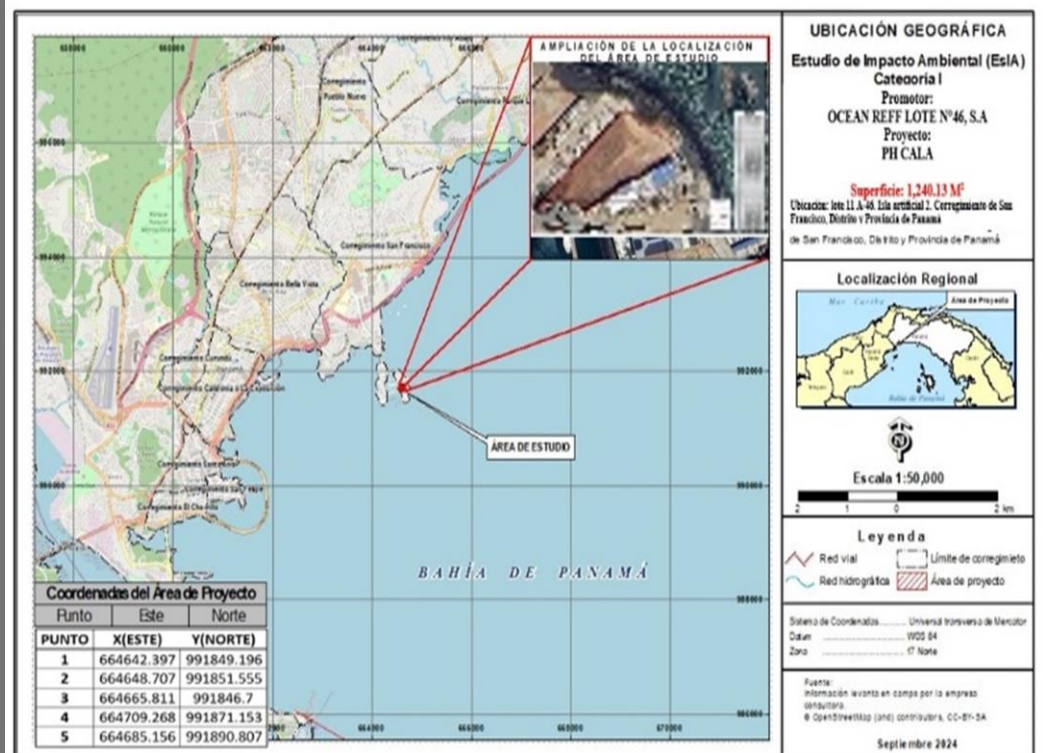 UBICACIÓN GEOGRÁFICA
Estudio de Impacto Ambiental (EsIA)
Categoría I
Promotor:
OCEAN REFF LOTE N°46, S.A
Proyecto:
PH CALA
Superficie: 1,240.13 M²
Ubicación: lote 11 A-46, Isla artificial 2. Corregimiento de San
Francisco, Distrito y Provincia de Panamá
de San Francisco, Distrito y Provincia de Panamá
Localización Regional
Mar Caribe
Área de Proyecto
Bahía de Panamá
N
Escala 1:50,000
2 1 0 2 km
Leyenda
Red vial
Límite de corregimieto
Red hidrográfica
Área de proyecto
Sistema de Coordenadas......... Universal transversa de Mercator
Datum ........................ WGS 84
Zona ........................ 17 Norte
Fuente:
Información levanta en campo por la empresa
consultora.
© OpenStreetMap (and) contributors, CC-BY-SA
Septiembre 2024
AMPLIACIÓN DE LA LOCALIZACIÓN
DEL ÁREA DE ESTUDIO
Corregimiento
Pueblo Nuevo
Corregimiento San Francisco
Corregimiento Bella Vista
Corregimiento Curundú
Corregimiento Calidonia o La Exposición
Corregimiento San Felipe
Corregimiento El Chorrillo
ÁREA DE ESTUDIO
BAHÍA DE PANAMÁ
664000
670000
994000
992000
990000
988000
Coordenadas del Área de Proyecto
Punto Este Norte
PUNTO X(ESTE) Y(NORTE)
1 664642.397 991849.196
2 664648.707 991851.555
3 664665.811 991846.7
4 664709.268 991871.153
5 664685.156 991890.807